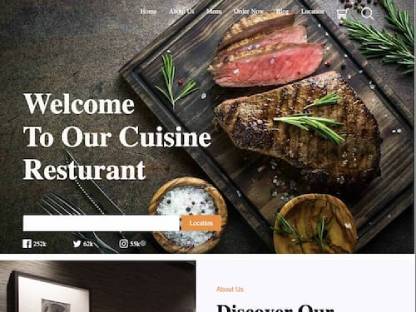 Home About Us Menu Order Now Blog Location
Welcome
To Our Cuisine
Resturant
Location
252k 62k 55k
About Us
Discover Our